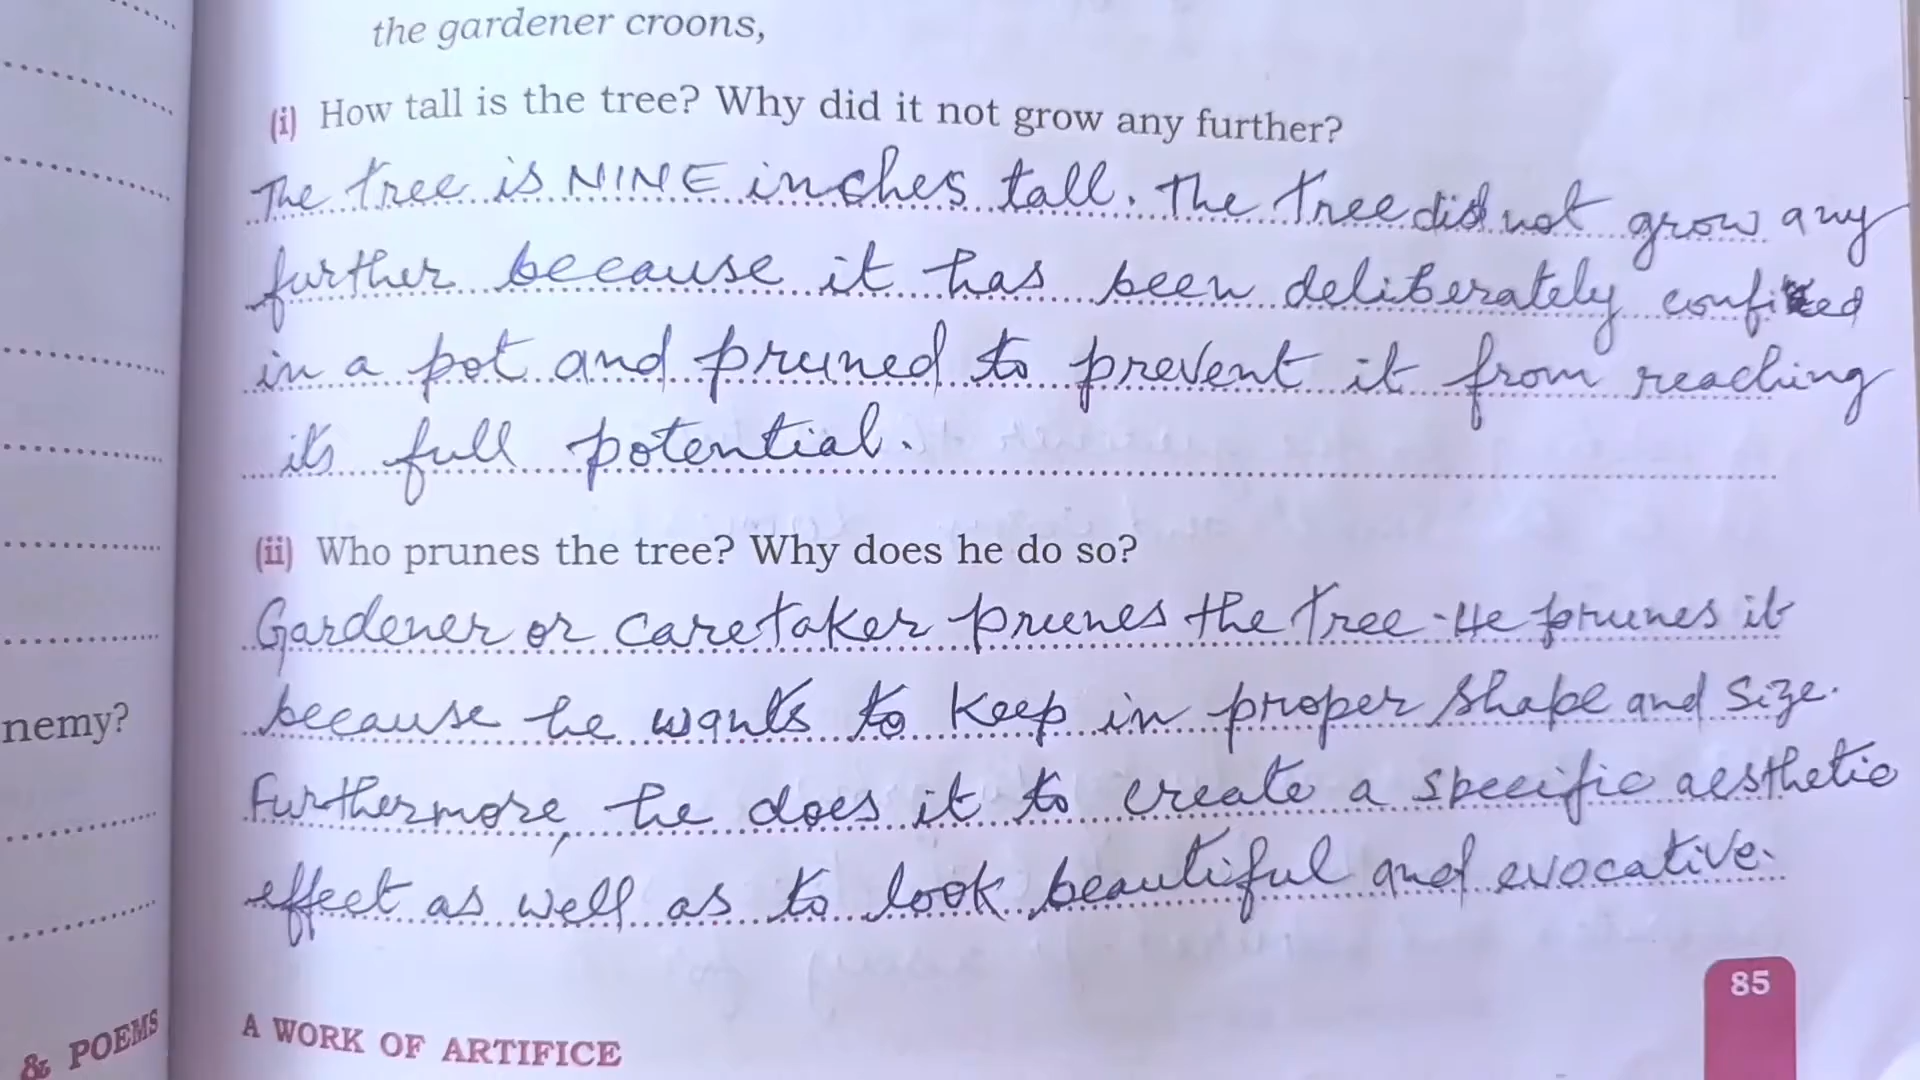 the gardener croons,
(i) How tall is the tree? Why did it not grow any further?
The tree is NINE inches tall. The tree did not grow any
further because it has been deliberately confined
in a pot and pruned to prevent it from reaching
its full potential.
(ii) Who prunes the tree? Why does he do so?
Gardener or caretaker prunes the tree. He prunes it
because he wants to keep in proper shape and size.
nemy?
Furthermore, he does it to create a specific aesthetic
effect as well as to look beautiful and evocative.
85
& POEMS
A WORK OF ARTIFICE